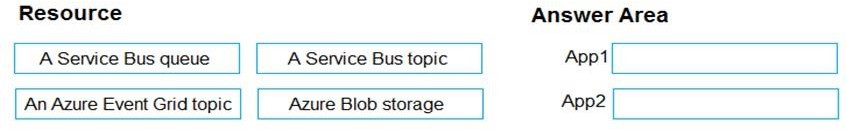 Resource
Answer Area
A Service Bus queue
A Service Bus topic
App1
An Azure Event Grid topic
Azure Blob storage
App2